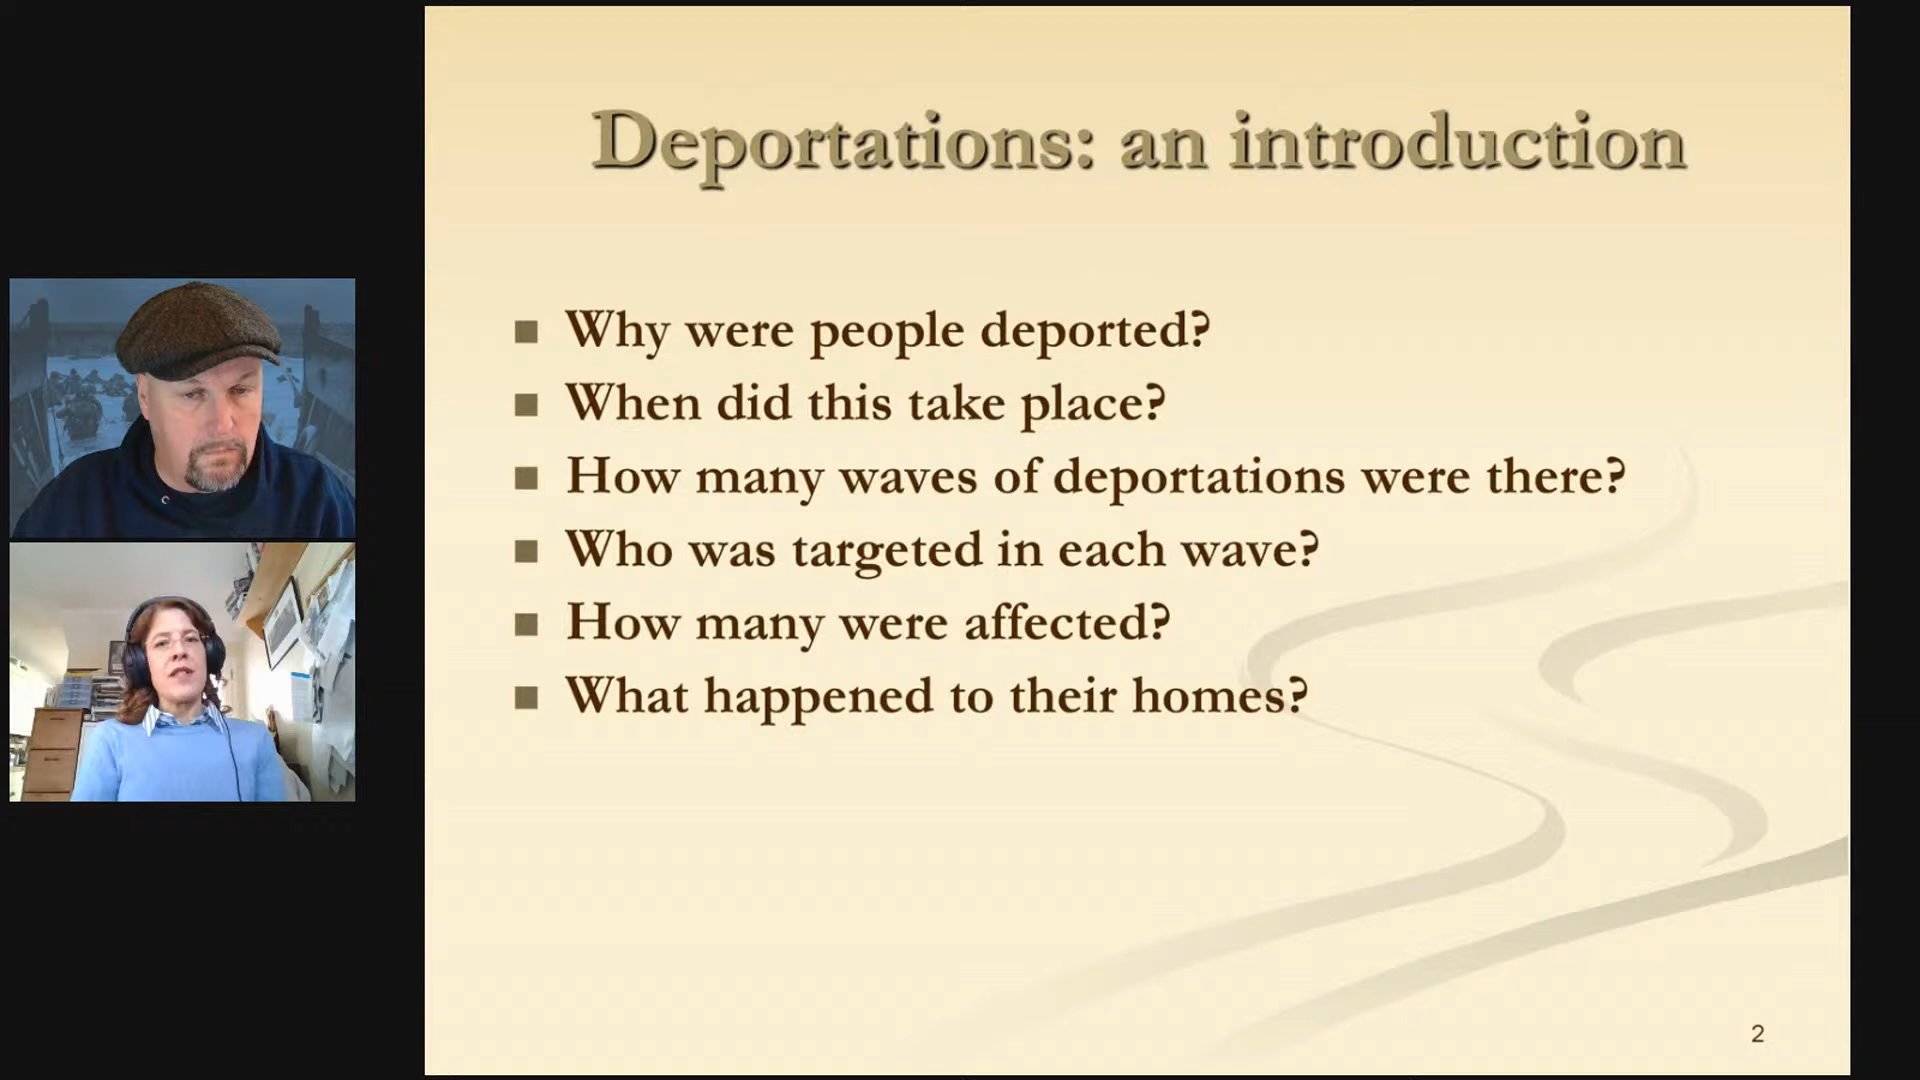 Deportations: an introduction
Why were people deported?
When did this take place?
How many waves of deportations were there?
Who was targeted in each wave?
How many were affected?
What happened to their homes?
2